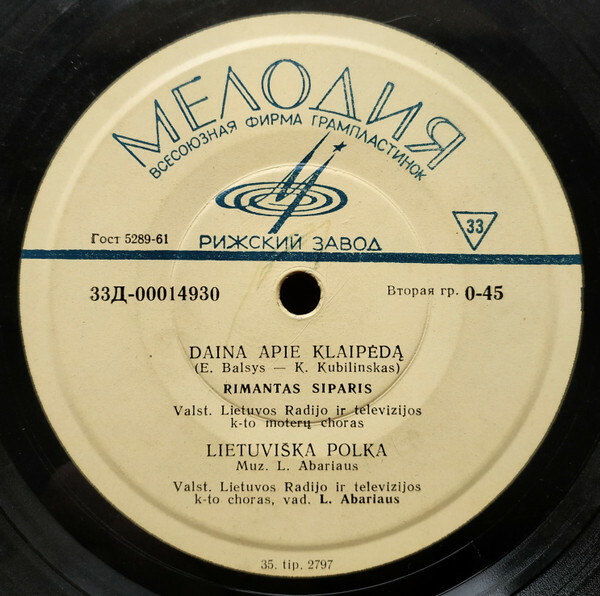 МЕЛОДИЯ
ВСЕСОЮЗНАЯ ФИРМА ГРАМПЛАСТИНОК
Гост 5289-61
33
РИЖСКИЙ ЗАВОД
33Д-00014930
Вторая гр. 0-45
DAINA APIE KLAIPĖDĄ
(E. Balsys — K. Kubilinskas)
RIMANTAS SIPARIS
Valst. Lietuvos Radijo ir televizijos
k-to moterų choras
LIETUVIŠKA POLKA
Muz. L. Abariaus
Valst. Lietuvos Radijo ir televizijos
k-to choras, vad. L. Abariaus
35. tip. 2797